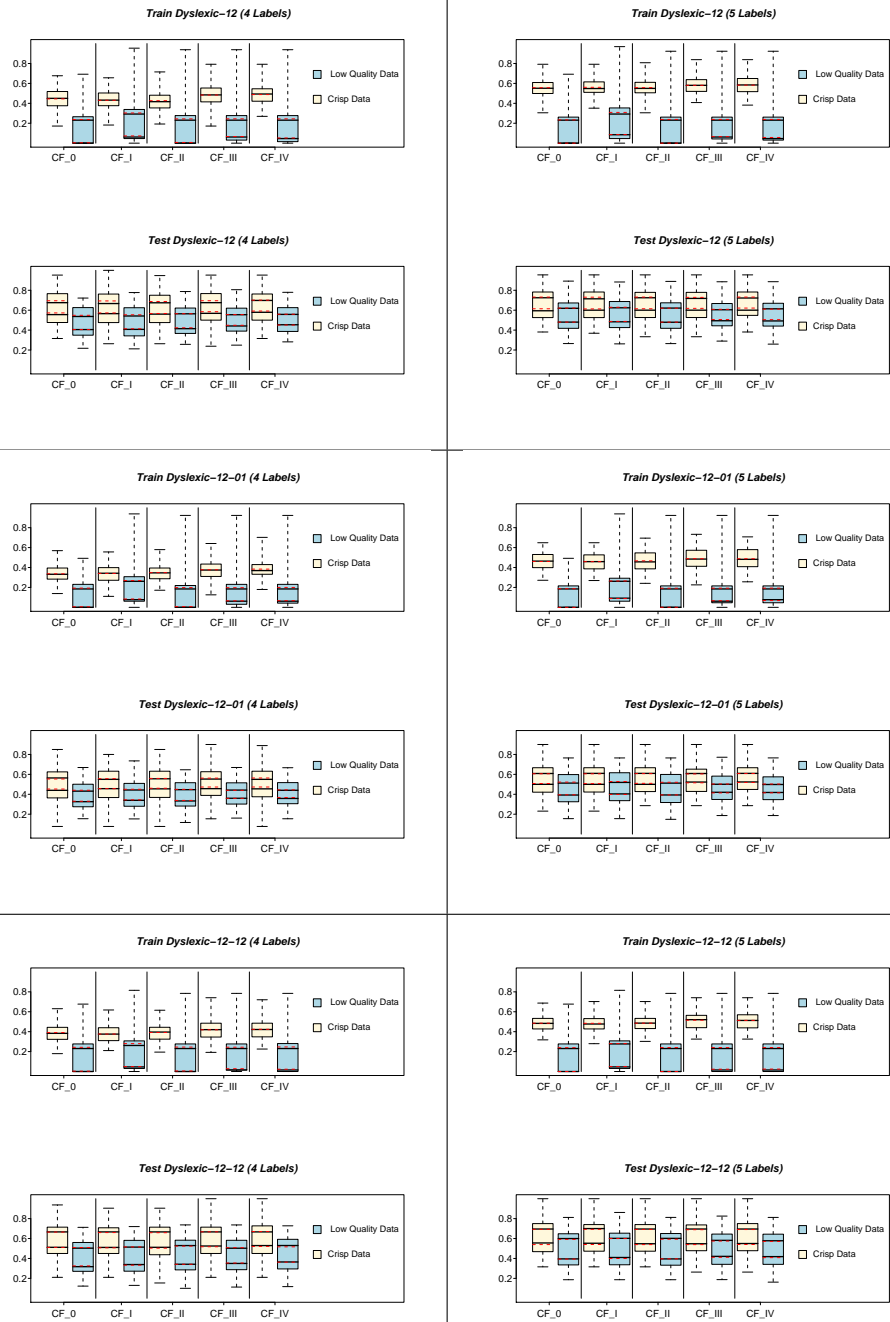 Train Dyslexic−12 (4 Labels)
0.8
0.6
0.4
0.2
Low Quality Data
Crisp Data
CF_0 CF_I CF_II CF_III CF_IV
Test Dyslexic−12 (4 Labels)
0.8
0.6
0.4
0.2
Low Quality Data
Crisp Data
CF_0 CF_I CF_II CF_III CF_IV
Train Dyslexic−12 (5 Labels)
0.8
0.6
0.4
0.2
Low Quality Data
Crisp Data
CF_0 CF_I CF_II CF_III CF_IV
Test Dyslexic−12 (5 Labels)
0.8
0.6
0.4
0.2
Low Quality Data
Crisp Data
CF_0 CF_I CF_II CF_III CF_IV
Train Dyslexic−12−01 (4 Labels)
0.8
0.6
0.4
0.2
Low Quality Data
Crisp Data
CF_0 CF_I CF_II CF_III CF_IV
Test Dyslexic−12−01 (4 Labels)
0.8
0.6
0.4
0.2
Low Quality Data
Crisp Data
CF_0 CF_I CF_II CF_III CF_IV
Train Dyslexic−12−01 (5 Labels)
0.8
0.6
0.4
0.2
Low Quality Data
Crisp Data
CF_0 CF_I CF_II CF_III CF_IV
Test Dyslexic−12−01 (5 Labels)
0.8
0.6
0.4
0.2
Low Quality Data
Crisp Data
CF_0 CF_I CF_II CF_III CF_IV
Train Dyslexic−12−12 (4 Labels)
0.8
0.6
0.4
0.2
Low Quality Data
Crisp Data
CF_0 CF_I CF_II CF_III CF_IV
Test Dyslexic−12−12 (4 Labels)
0.8
0.6
0.4
0.2
Low Quality Data
Crisp Data
CF_0 CF_I CF_II CF_III CF_IV
Train Dyslexic−12−12 (5 Labels)
0.8
0.6
0.4
0.2
Low Quality Data
Crisp Data
CF_0 CF_I CF_II CF_III CF_IV
Test Dyslexic−12−12 (5 Labels)
0.8
0.6
0.4
0.2
Low Quality Data
Crisp Data
CF_0 CF_I CF_II CF_III CF_IV